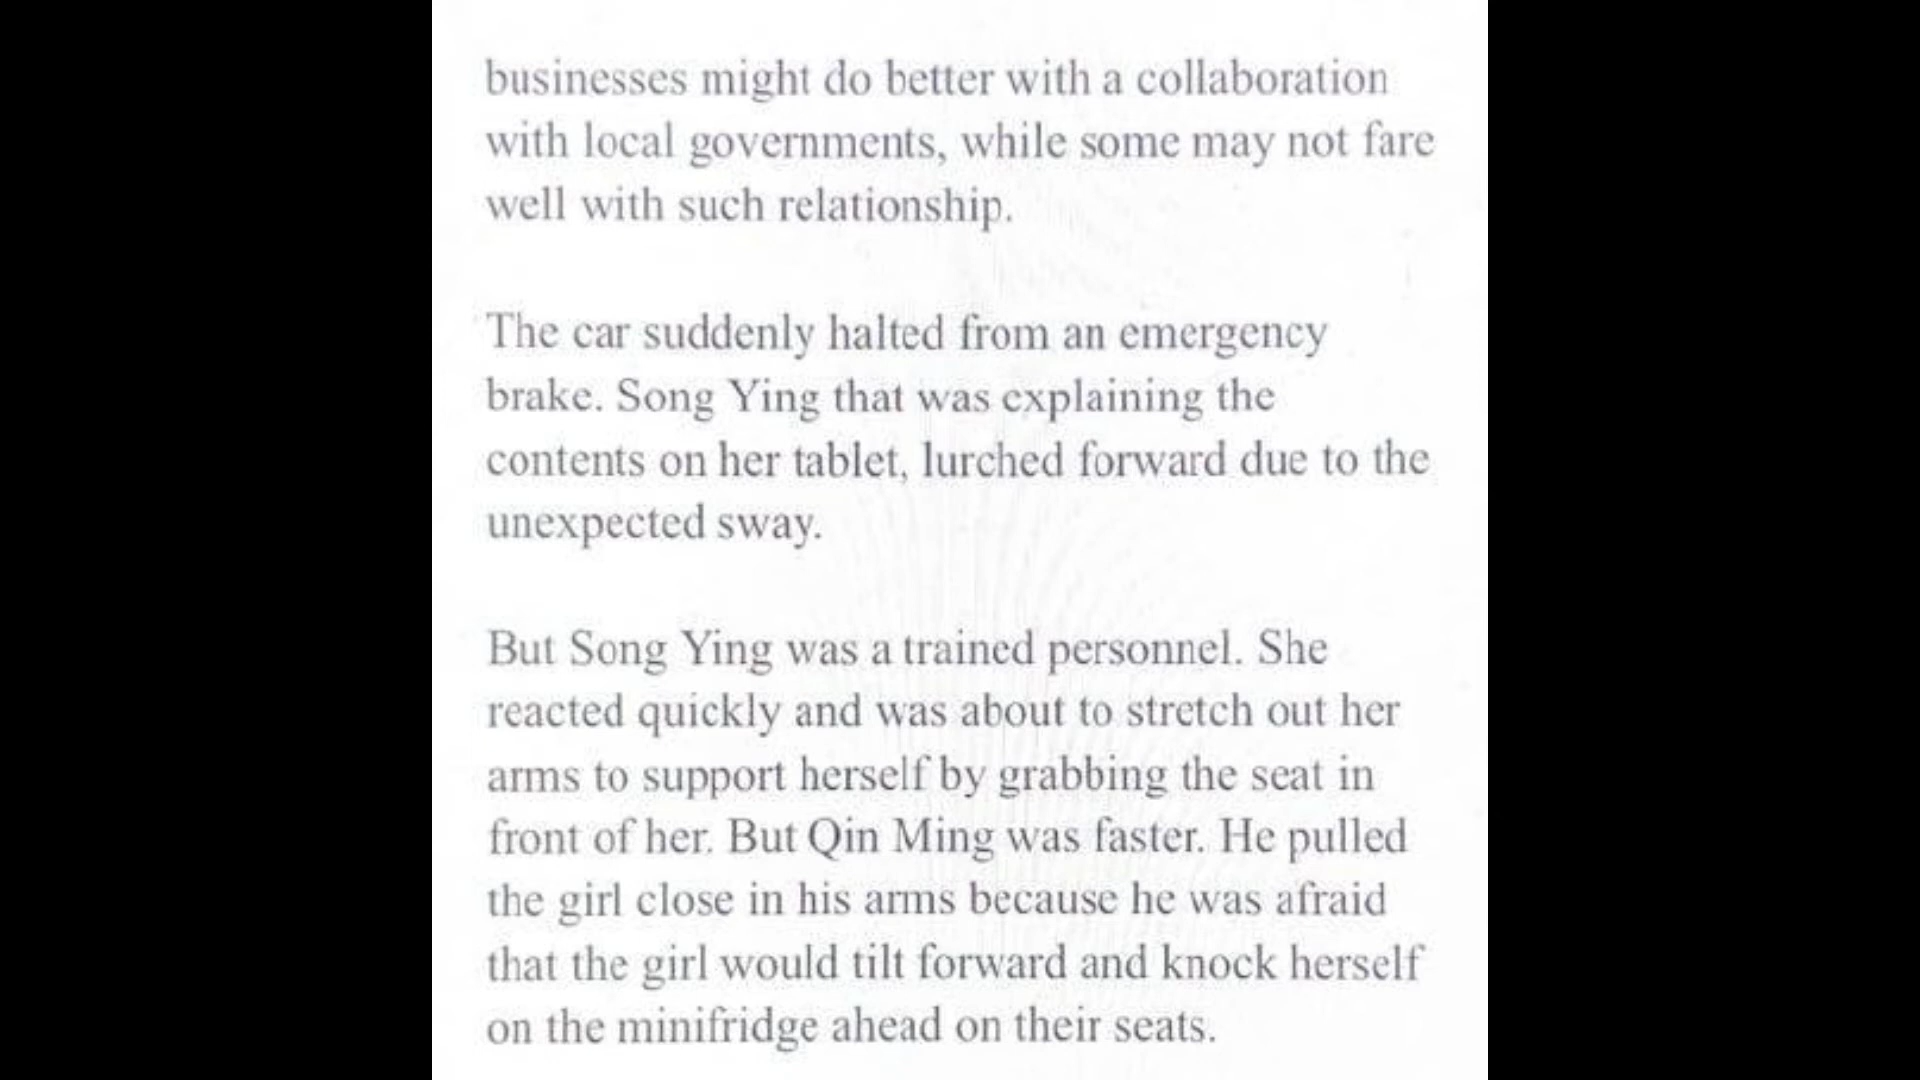 businesses might do better with a collaboration
with local governments, while some may not fare
well with such relationship.
The car suddenly halted from an emergency
brake. Song Ying that was explaining the
contents on her tablet, lurched forward due to the
unexpected sway.
But Song Ying was a trained personnel. She
reacted quickly and was about to stretch out her
arms to support herself by grabbing the seat in
front of her. But Qin Ming was faster. He pulled
the girl close in his arms because he was afraid
that the girl would tilt forward and knock herself
on the minifridge ahead on their seats.